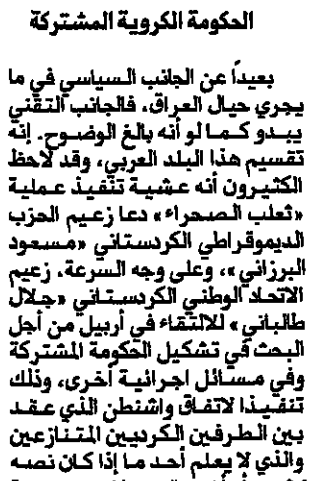 الحكومة الكروية المشتركة
بعيداً عن الجانب السياسي في ما
يجري حيال العراق، فالجانب التقني
يبدو كما لو أنه بالغ الوضوح. إنه
تقسيم هذا البلد العربي، وقد لاحظ
الكثيرون أنه عشية تنفيذ عملية
«ثعلب الصحراء» دعا زعيم الحزب
الديموقراطي الكردستاني «مسعود
البرزاني»، وعلى وجه السرعة، زعيم
الاتحاد الوطني الكردستاني «جلال
طالباني» للالتقاء في أربيل من أجل
البحث في تشكيل الحكومة المشتركة
وفي مسائل اجرائية أخرى، وذلك
تنفيذا لاتفاق واشنطن الذي عقد
بين الطرفين الكرديين المتنازعين
والذي لا يعلم أحد ما إذا كان نصه